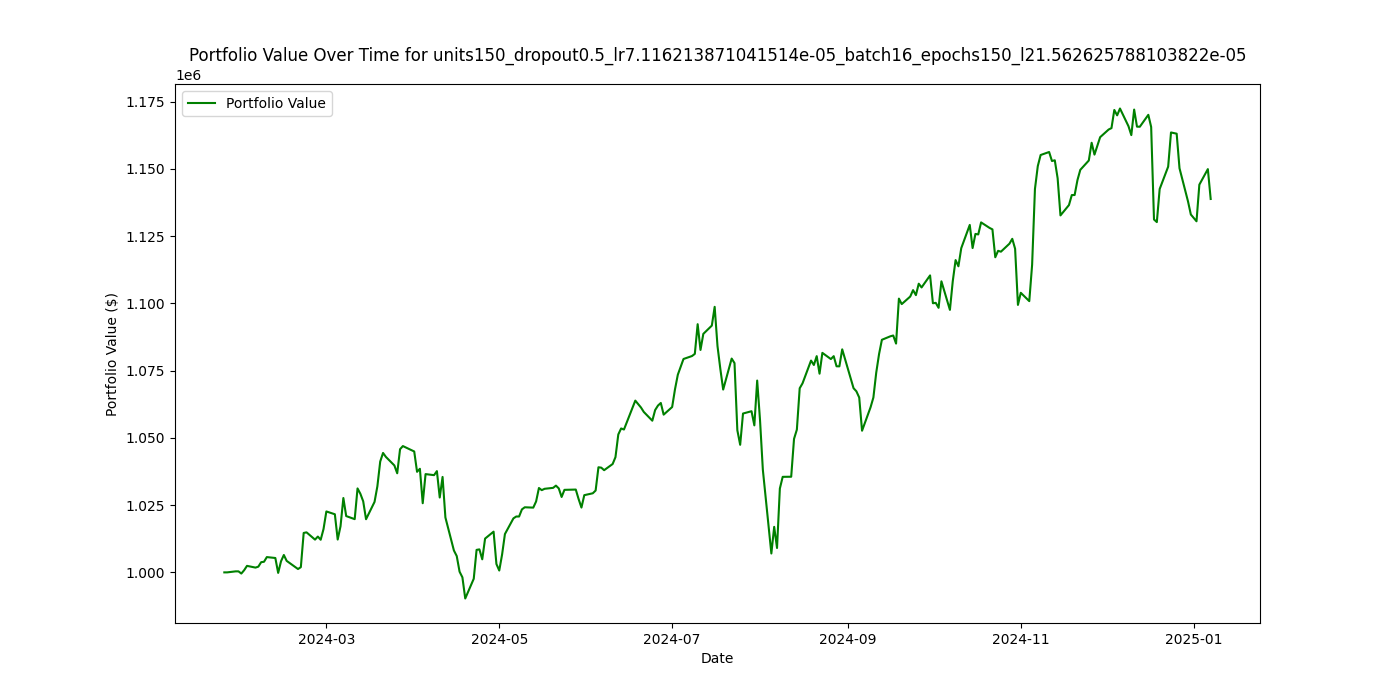 Portfolio Value Over Time for units150_dropout0.5_lr7.116213871041514e-05_batch16_epochs150_l21.562625788103822e-05
1e6
Portfolio Value
1.175
1.150
1.125
1.100
1.075
1.050
1.025
1.000
Portfolio Value ($)
2024-03
2024-05
2024-07
2024-09
2024-11
2025-01
Date